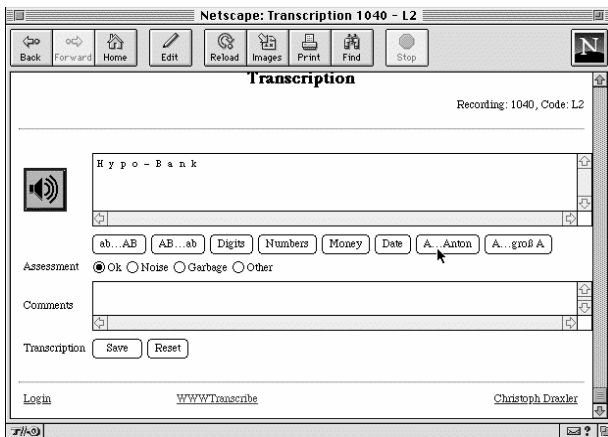 Netscape: Transcription 1040 - L2
Back Forward Home Edit Reload Images Print Find Stop
N
Transcription
Recording: 1040, Code: L2
H y p o - B a n k
ab...AB AB...ab Digits Numbers Money Date A...Anton A...groß A
Assessment Ok Noise Garbage Other
Comments
Transcription Save Reset
Login WWWTranscribe Christoph Draxler
?